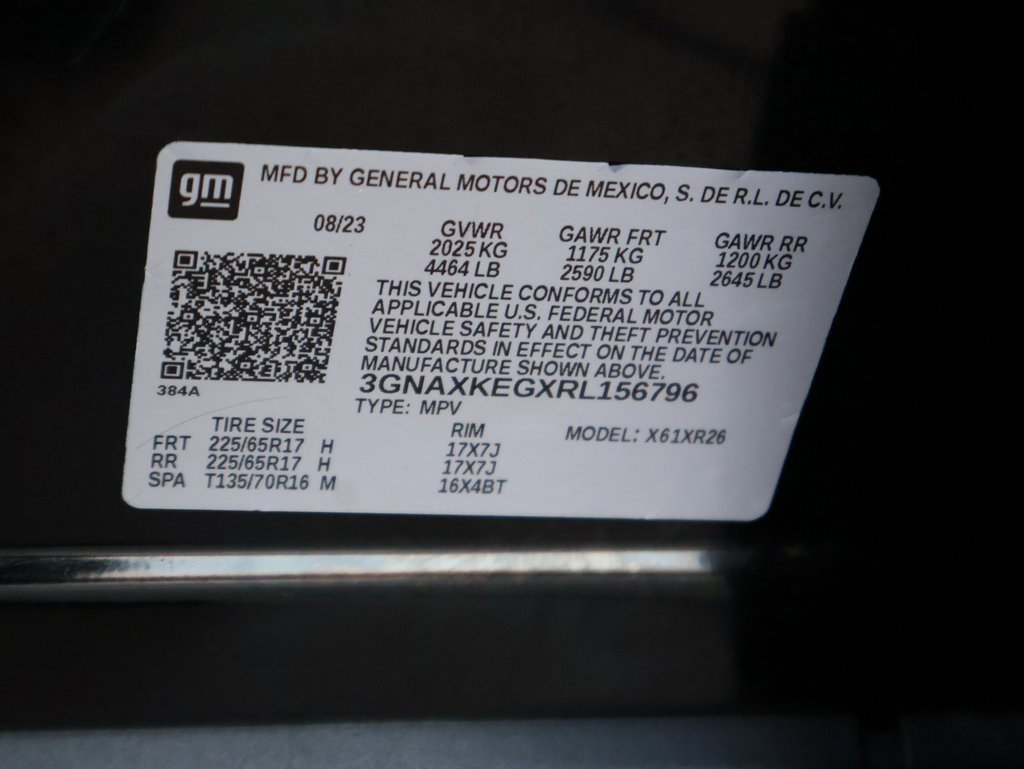 gm
MFD BY GENERAL MOTORS DE MEXICO, S. DE R.L. DE C.V.
08/23 GVWR GAWR FRT GAWR RR
2025 KG 1175 KG 1200 KG
4464 LB 2590 LB 2645 LB
THIS VEHICLE CONFORMS TO ALL
APPLICABLE U.S. FEDERAL MOTOR
VEHICLE SAFETY AND THEFT PREVENTION
STANDARDS IN EFFECT ON THE DATE OF
MANUFACTURE SHOWN ABOVE.
384A
3GNAXKEGXRL156796
TYPE: MPV
TIRE SIZE RIM MODEL: X61XR26
FRT 225/65R17 H 17X7J
RR 225/65R17 H 17X7J
SPA T135/70R16 M 16X4BT